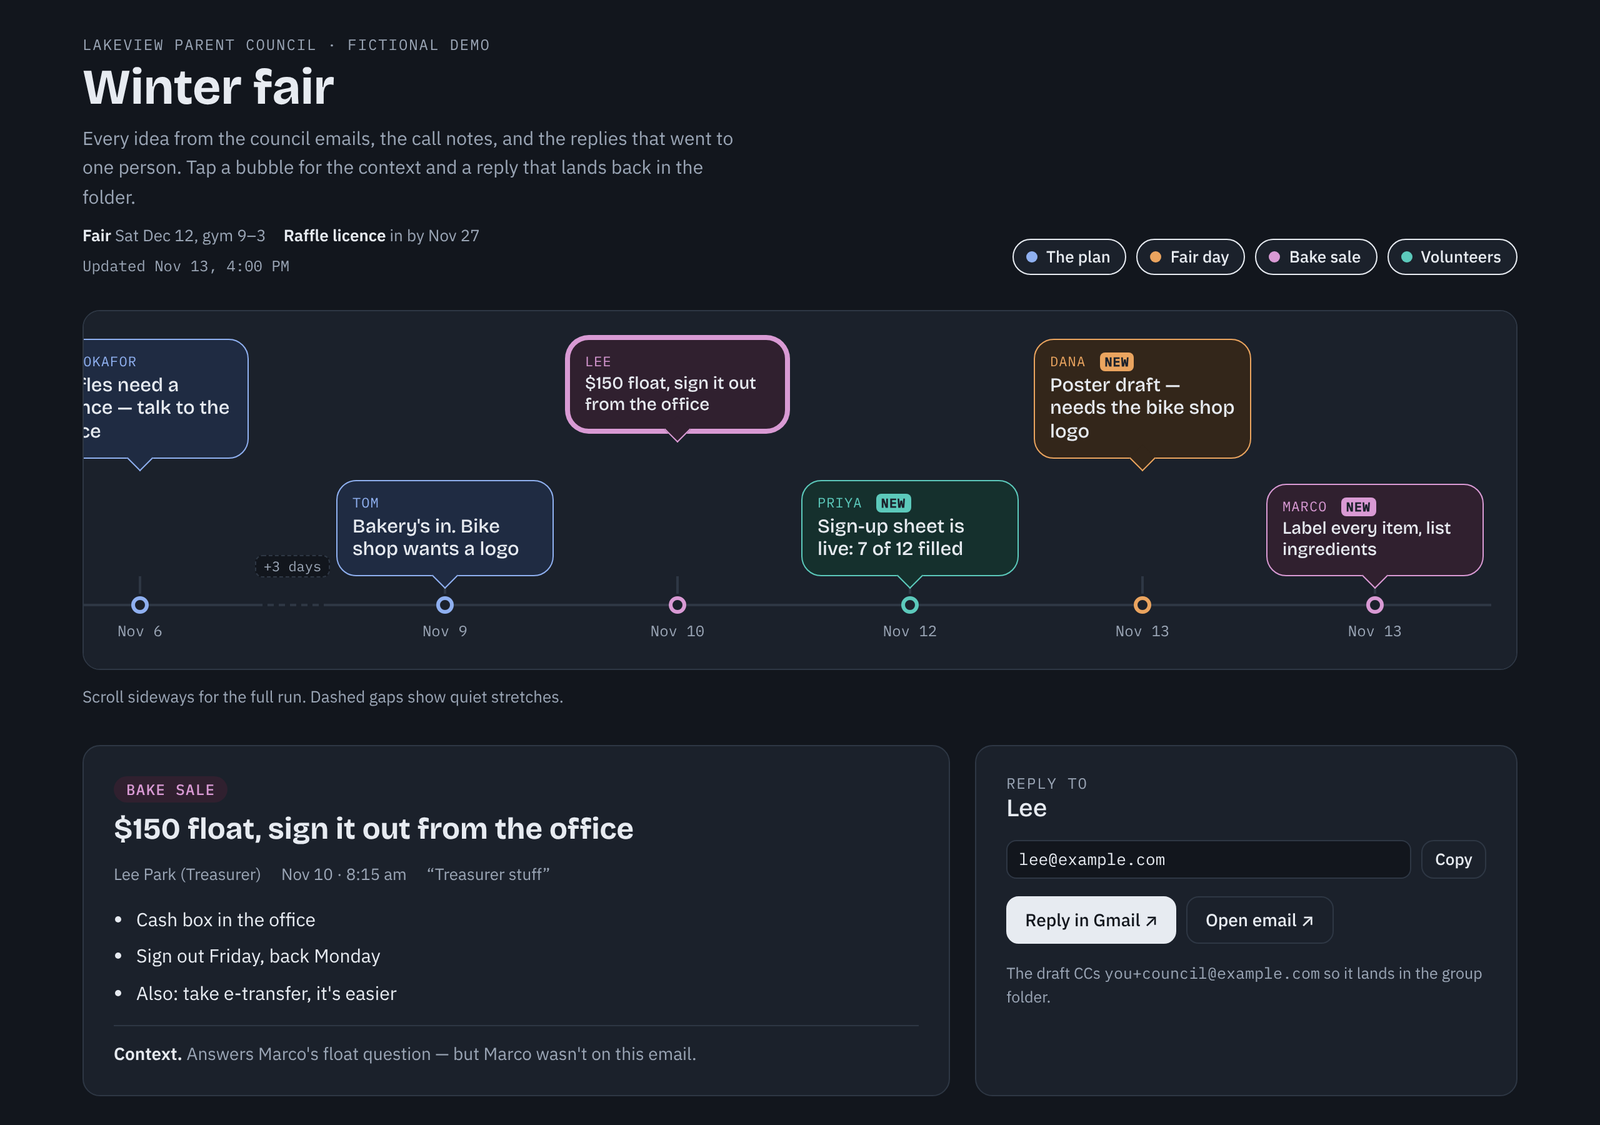 LAKEVIEW PARENT COUNCIL · FICTIONAL DEMO
Winter fair
Every idea from the council emails, the call notes, and the replies that went to
one person. Tap a bubble for the context and a reply that lands back in the
folder.
Fair Sat Dec 12, gym 9–3 Raffle licence in by Nov 27
Updated Nov 13, 4:00 PM
The plan
Fair day
Bake sale
Volunteers
OKAFOR
need a
— talk to the
LEE
$150 float, sign it out
from the office
DANA NEW
Poster draft —
needs the bike shop
logo
TOM
Bakery's in. Bike
shop wants a logo
PRIYA NEW
Sign-up sheet is
live: 7 of 12 filled
MARCO NEW
Label every item, list
ingredients
+3 days
Nov 6
Nov 9
Nov 10
Nov 12
Nov 13
Nov 13
Scroll sideways for the full run. Dashed gaps show quiet stretches.
BAKE SALE
$150 float, sign it out from the office
Lee Park (Treasurer) Nov 10 · 8:15 am “Treasurer stuff”
• Cash box in the office
• Sign out Friday, back Monday
• Also: take e-transfer, it's easier
Context. Answers Marco's float question — but Marco wasn't on this email.
REPLY TO
Lee
lee@example.com
Copy
Reply in Gmail ↗
Open email ↗
The draft CCs you+council@example.com so it lands in the group
folder.